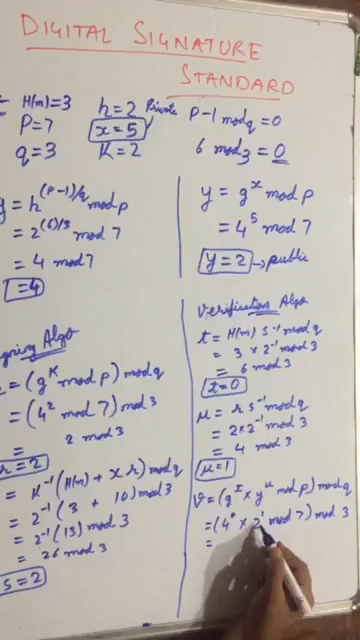 DIGITAL SIGNATURE
STANDARD
H(m)=3
P=7
q=3
h=2
x=5
K=2
Private
P-1 mod q = 0
6 mod 3 = 0
g = h^(P-1)/q mod p
= 2^(6)/3 mod 7
= 4 mod 7
=4
y = g^x mod p
= 4^5 mod 7
y=2 → public
gning Algo
= (g^K mod p) mod q
= (4^2 mod 7) mod 3
=
2 mod 3
r=2
= K^-1 (H(m) + x r) mod q
= 2^-1 (3 + 10) mod 3
= 2^-1 (13) mod 3
= 26 mod 3
s=2
Verification Algo
t = H(m) s^-1 mod q
= 3 × 2^-1 mod 3
= 6 mod 3
t=0
u = r s^-1 mod q
= 2×2^-1 mod 3
= 4 mod 3
u=1
v = (g^t × y^u mod p) mod q
= (4^0 × 2^1 mod 7) mod 3
=